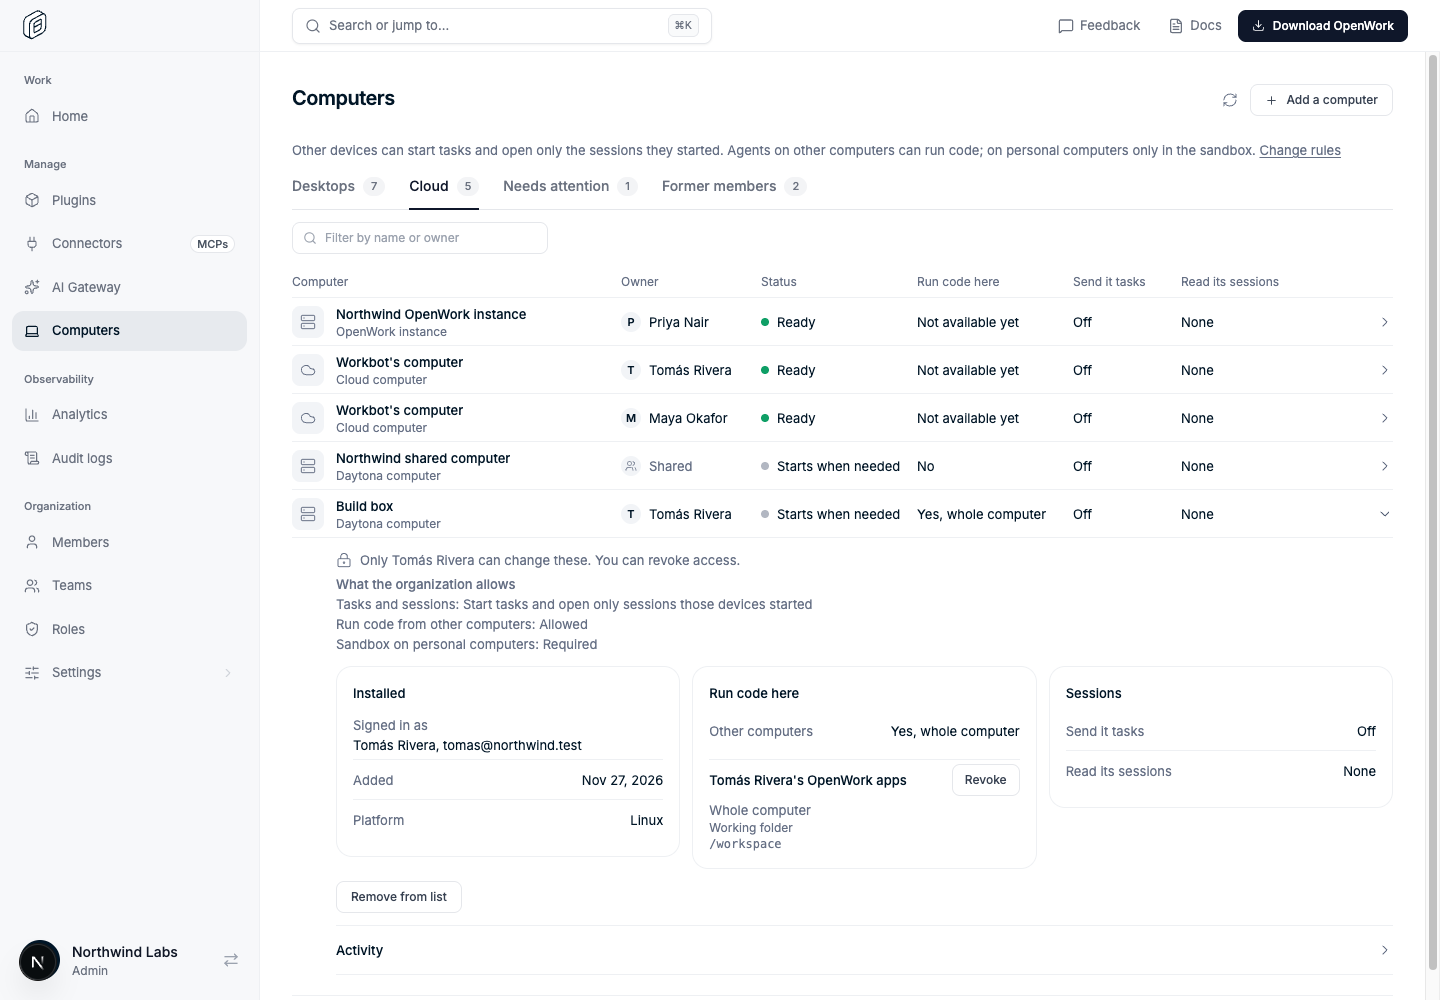 Search or jump to...
⌘K
Feedback
Docs
Download OpenWork
Work
Home
Manage
Plugins
Connectors
MCPs
AI Gateway
Computers
Observability
Analytics
Audit logs
Organization
Members
Teams
Roles
Settings
N
Northwind Labs
Admin
Computers
Add a computer
Other devices can start tasks and open only the sessions they started. Agents on other computers can run code; on personal computers only in the sandbox. Change rules
Desktops 7
Cloud 5
Needs attention 1
Former members 2
Filter by name or owner
Computer Owner Status Run code here Send it tasks Read its sessions
Northwind OpenWork instance
OpenWork instance
P Priya Nair Ready Not available yet Off None
Workbot's computer
Cloud computer
T Tomás Rivera Ready Not available yet Off None
Workbot's computer
Cloud computer
M Maya Okafor Ready Not available yet Off None
Northwind shared computer
Daytona computer
Shared Starts when needed No Off None
Build box
Daytona computer
T Tomás Rivera Starts when needed Yes, whole computer Off None
Only Tomás Rivera can change these. You can revoke access.
What the organization allows
Tasks and sessions: Start tasks and open only sessions those devices started
Run code from other computers: Allowed
Sandbox on personal computers: Required
Installed
Signed in as
Tomás Rivera, tomas@northwind.test
Added Nov 27, 2026
Platform Linux
Run code here
Other computers Yes, whole computer
Tomás Rivera's OpenWork apps Revoke
Whole computer
Working folder
/workspace
Sessions
Send it tasks Off
Read its sessions None
Remove from list
Activity